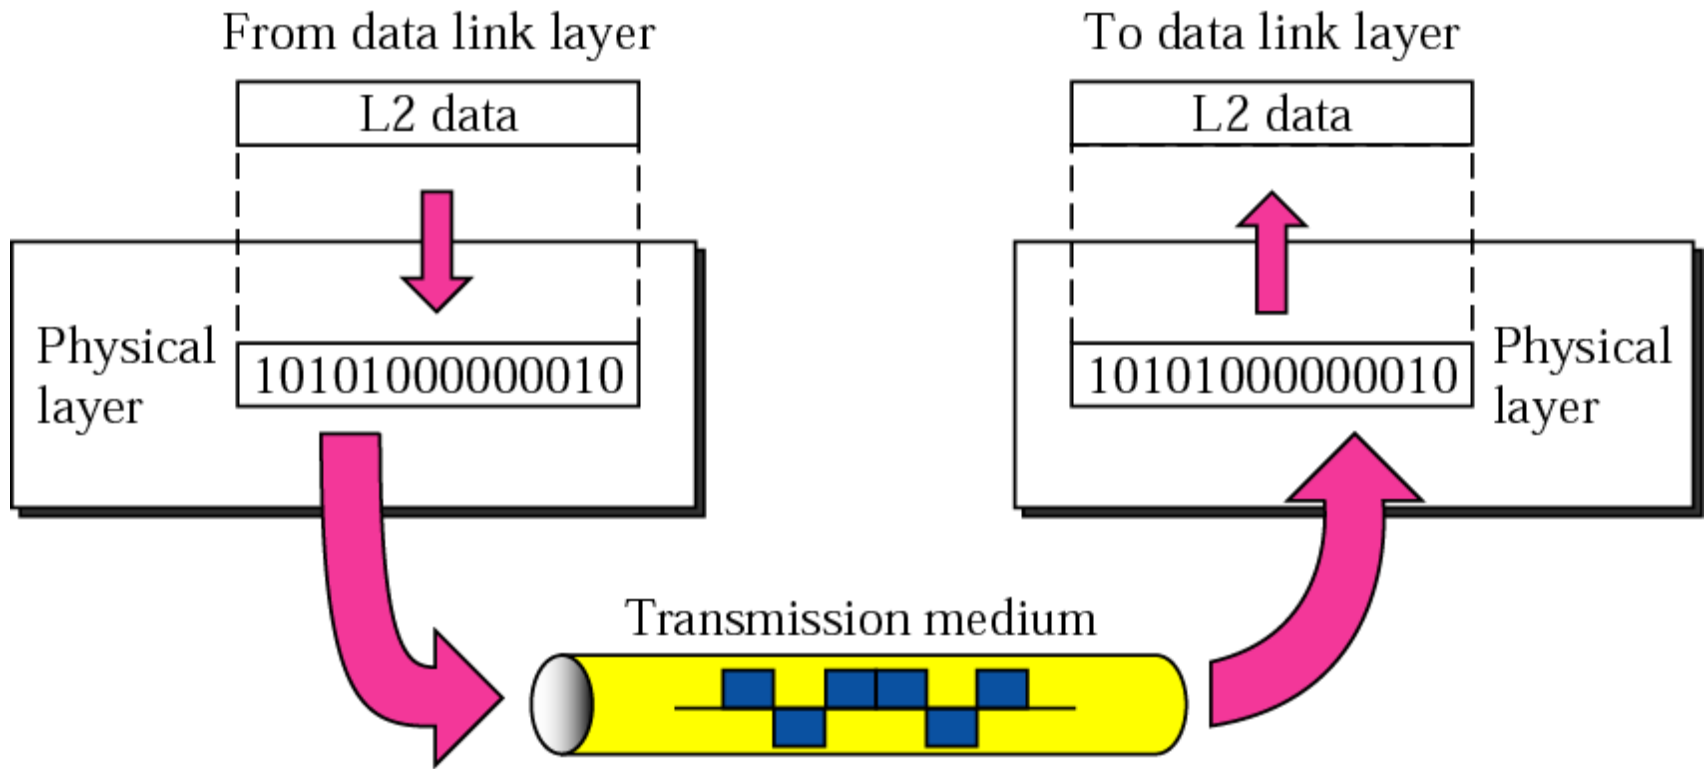 From data link layer
L2 data
Physical
layer
10101000000010
To data link layer
L2 data
10101000000010
Physical
layer
Transmission medium